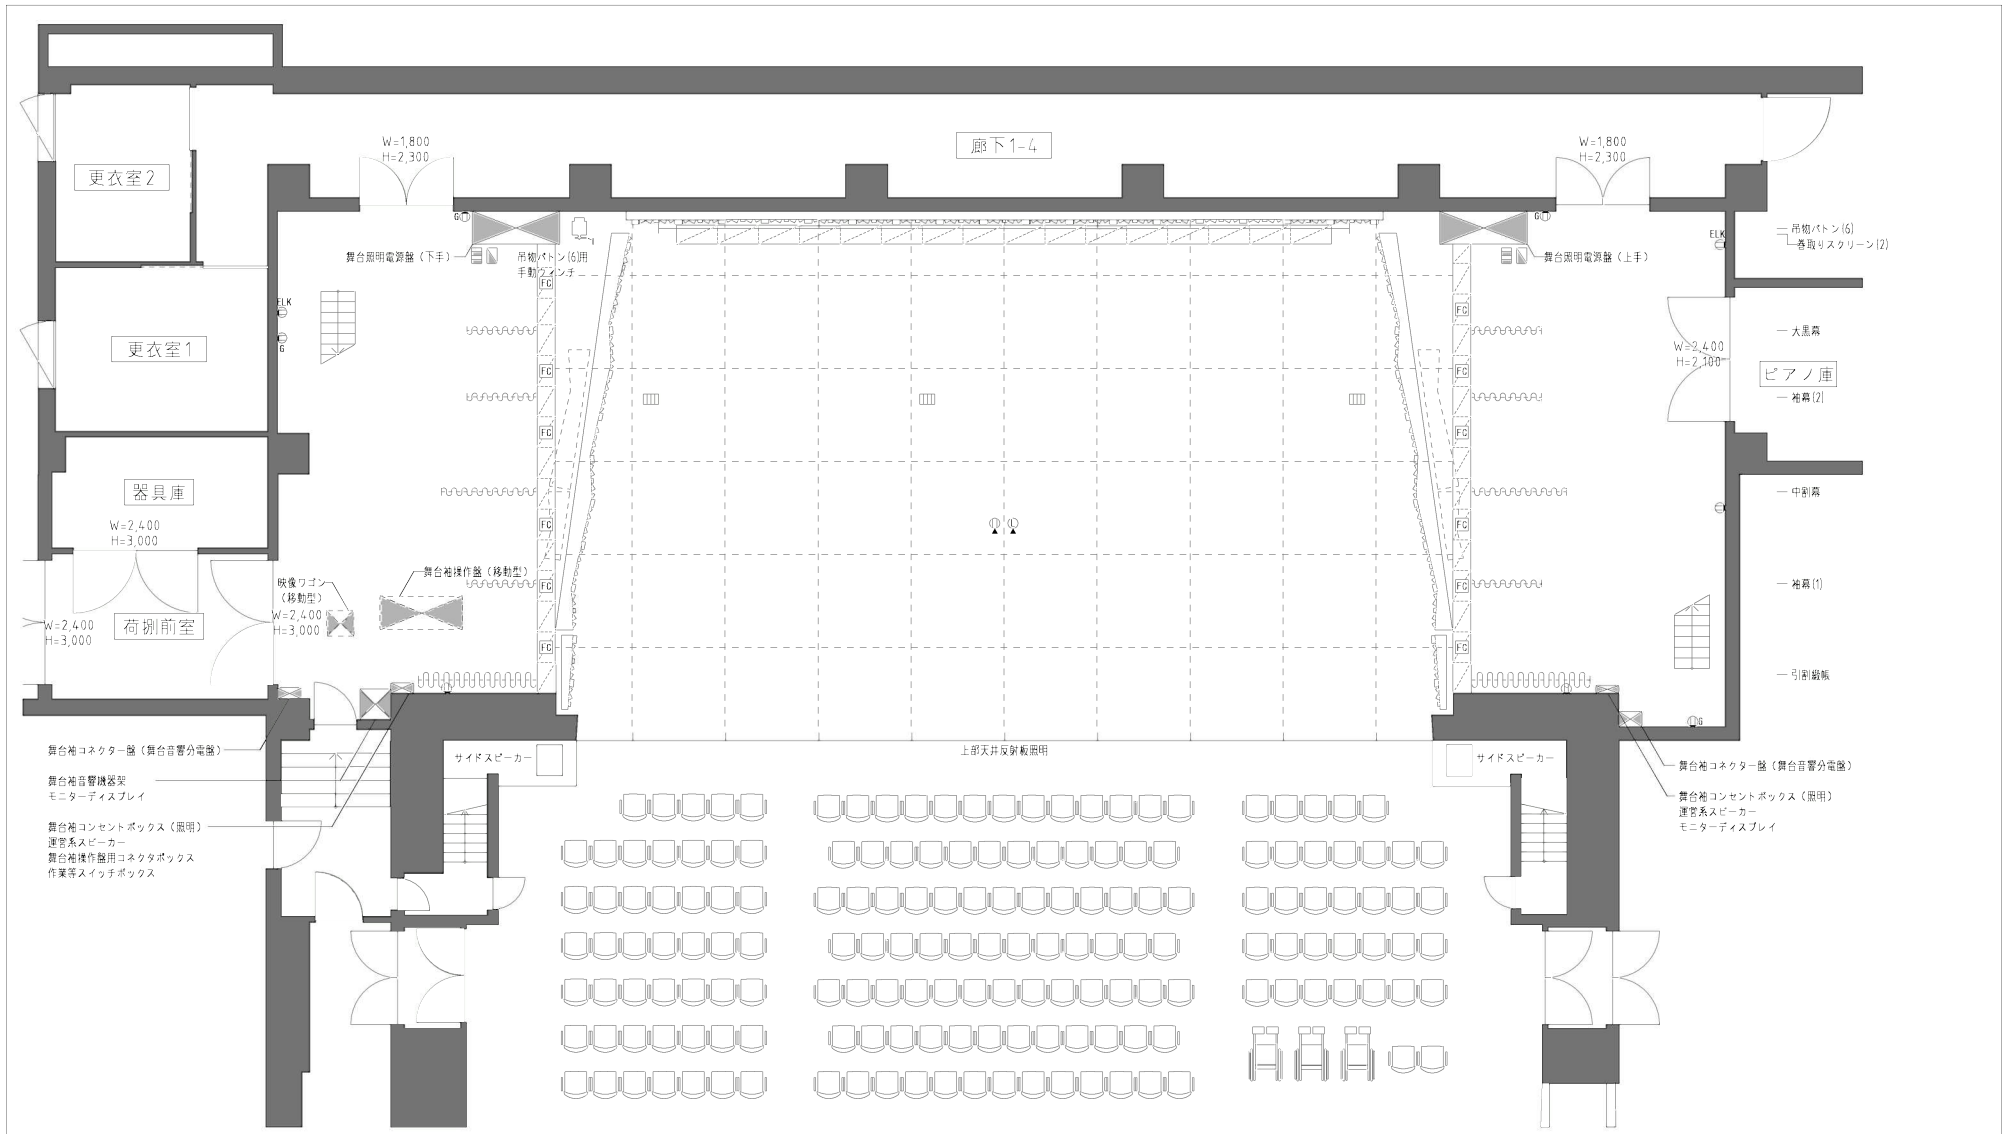 廊下1-4
W=1,800
H=2,300
W=1,800
H=2,300
更衣室2
G
G
ELK
舞台照明電源盤（下手）
吊物バトン(6)用
手動ウィンチ
舞台照明電源盤（上手）
吊物バトン(6)
巻取りスクリーン(2)
FC
ELK
G
FC
更衣室1
大黒幕
W=2,400
H=2,100
FC
FC
ピアノ庫
袖幕(2)
FC
FC
器具庫
中割幕
W=2,400
H=3,000
FC
FC
映像ワゴン
（移動型）
舞台袖操作盤（移動型）
FC
FC
袖幕(1)
W=2,400
H=3,000
荷捌前室
W=2,400
H=3,000
FC
FC
引割緞帳
G
舞台袖コネクター盤（舞台音響分電盤）
サイドスピーカー
上部天井反射板照明
サイドスピーカー
舞台袖コネクター盤（舞台音響分電盤）
舞台袖音響機器架
モニターディスプレイ
舞台袖コンセントボックス（照明）
運営系スピーカー
モニターディスプレイ
舞台袖コンセントボックス（照明）
運営系スピーカー
舞台袖操作盤用コネクタボックス
作業等スイッチボックス